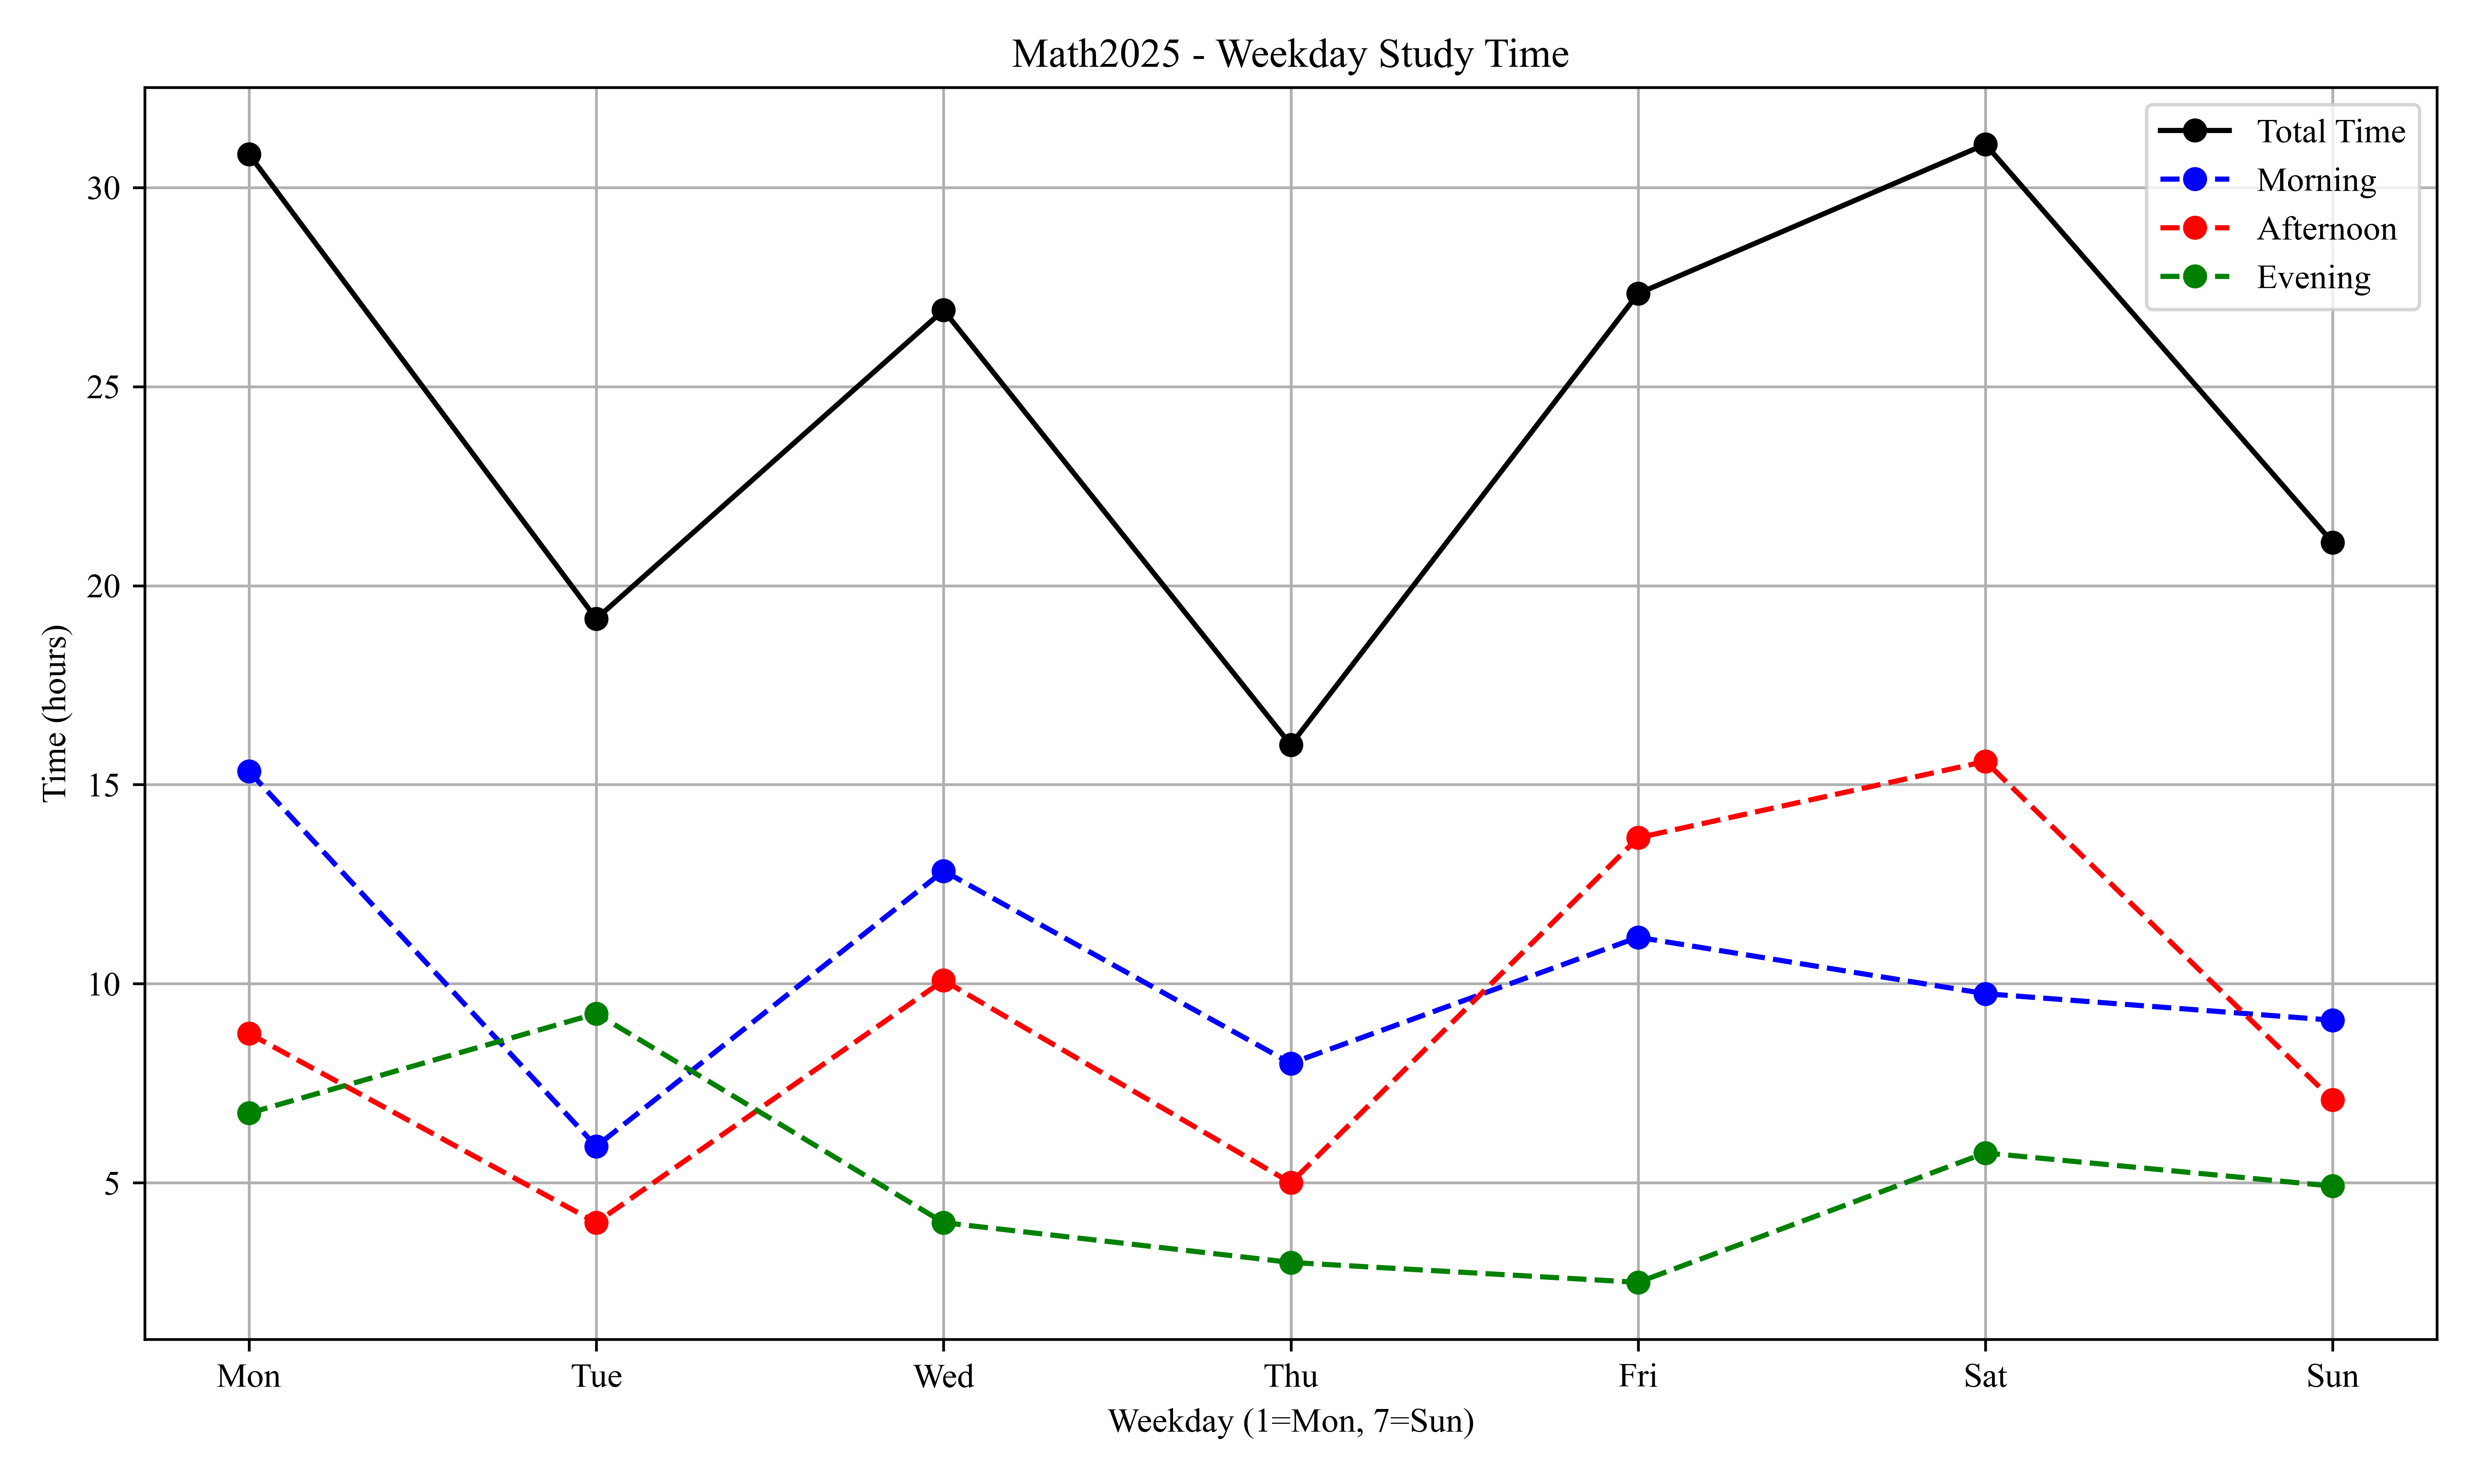 Math2025 - Weekday Study Time
Total Time
Morning
Afternoon
Evening
30
25
20
15
10
5
Time (hours)
Mon Tue Wed Thu Fri Sat Sun
Weekday (1=Mon, 7=Sun)